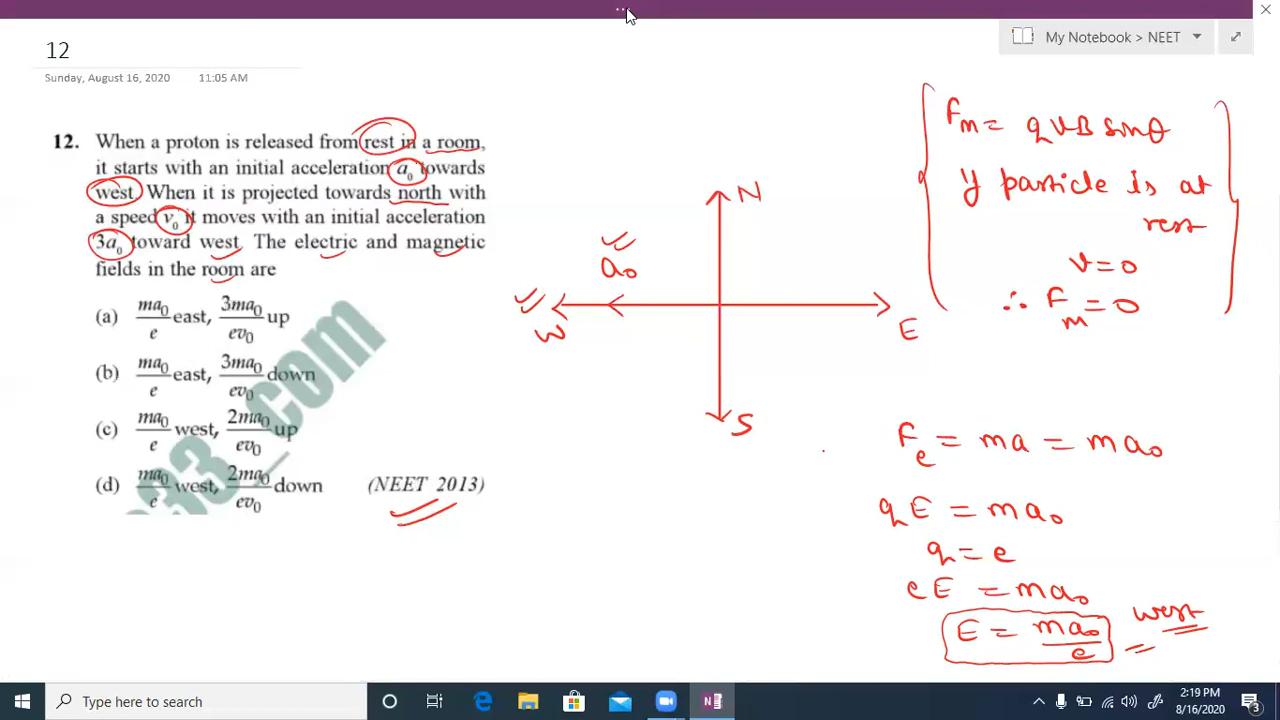 My Notebook > NEET
12
Sunday, August 16, 2020 11:05 AM
12. When a proton is released from rest in a room,
it starts with an initial acceleration a₀ towards
west. When it is projected towards north with
a speed v₀ it moves with an initial acceleration
3a₀ toward west. The electric and magnetic
fields in the room are
(a) ma₀/e east, 3ma₀/ev₀ up
(b) ma₀/e east, 3ma₀/ev₀ down
(c) ma₀/e west, 2ma₀/ev₀ up
(d) ma₀/e west, 2ma₀/ev₀ down (NEET 2013)
N
a₀
W
E
S
Fm = qvB sinθ
particle is at
rest
v=0
∴ Fm = 0
Fe = ma = ma₀
qE = ma₀
q = e
eE = ma₀
E = ma₀/e west
Type here to search
2:19 PM
8/16/2020
3